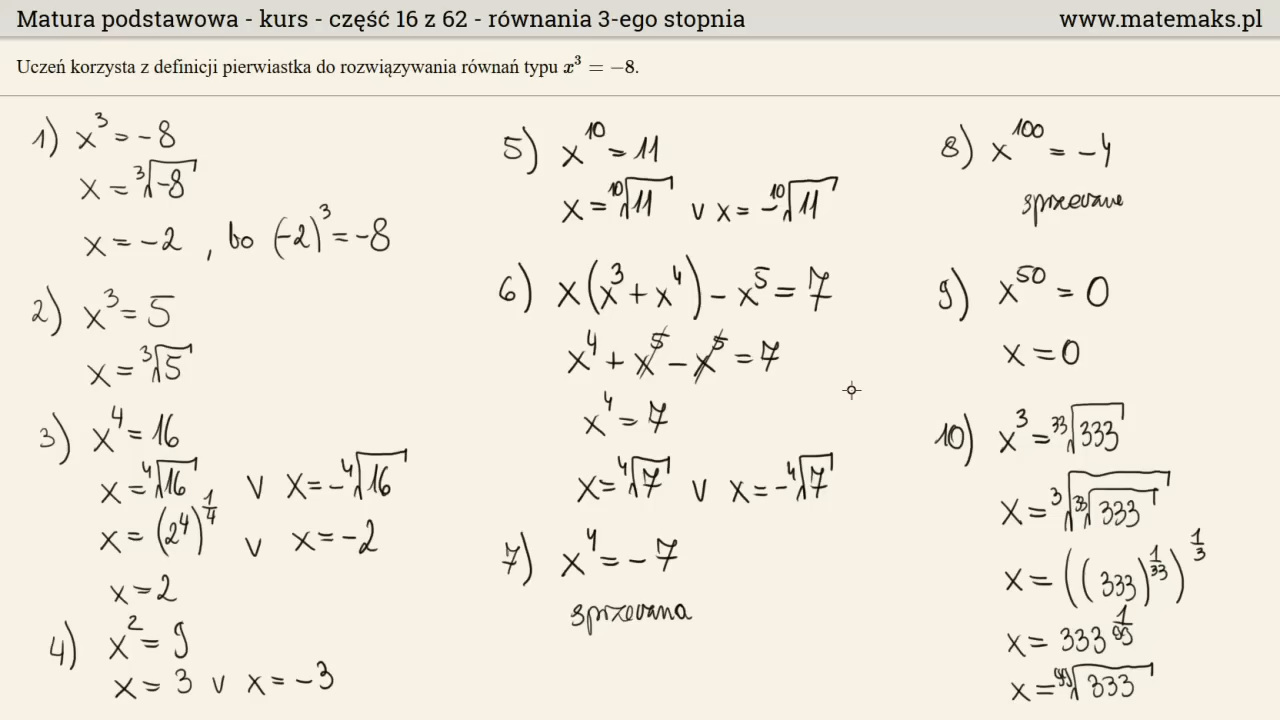 Matura podstawowa - kurs - część 16 z 62 - równania 3-ego stopnia
www.matemaks.pl
Uczeń korzysta z definicji pierwiastka do rozwiązywania równań typu x³ = −8.
1) x³ = -8
x = ³√-8
x = -2 , bo (-2)³ = -8
2) x³ = 5
x = ³√5
3) x⁴ = 16
x = ⁴√16 v x = -⁴√16
x = (2⁴)^(1/4) v x = -2
x = 2
4) x² = 9
x = 3 v x = -3
5) x¹⁰ = 11
x = ¹⁰√11 v x = -¹⁰√11
6) x(x³ + x⁴) - x⁵ = 7
x⁴ + x⁵ - x⁵ = 7
x⁴ = 7
x = ⁴√7 v x = -⁴√7
7) x⁴ = -7
sprzeczna
8) x¹⁰⁰ = -4
sprzeczne
9) x⁵⁰ = 0
x = 0
10) x³ = ³³√333
x = ³√(³³√333)
x = ((333)^(1/33))^(1/3)
x = 333^(1/99)
x = ⁹⁹√333